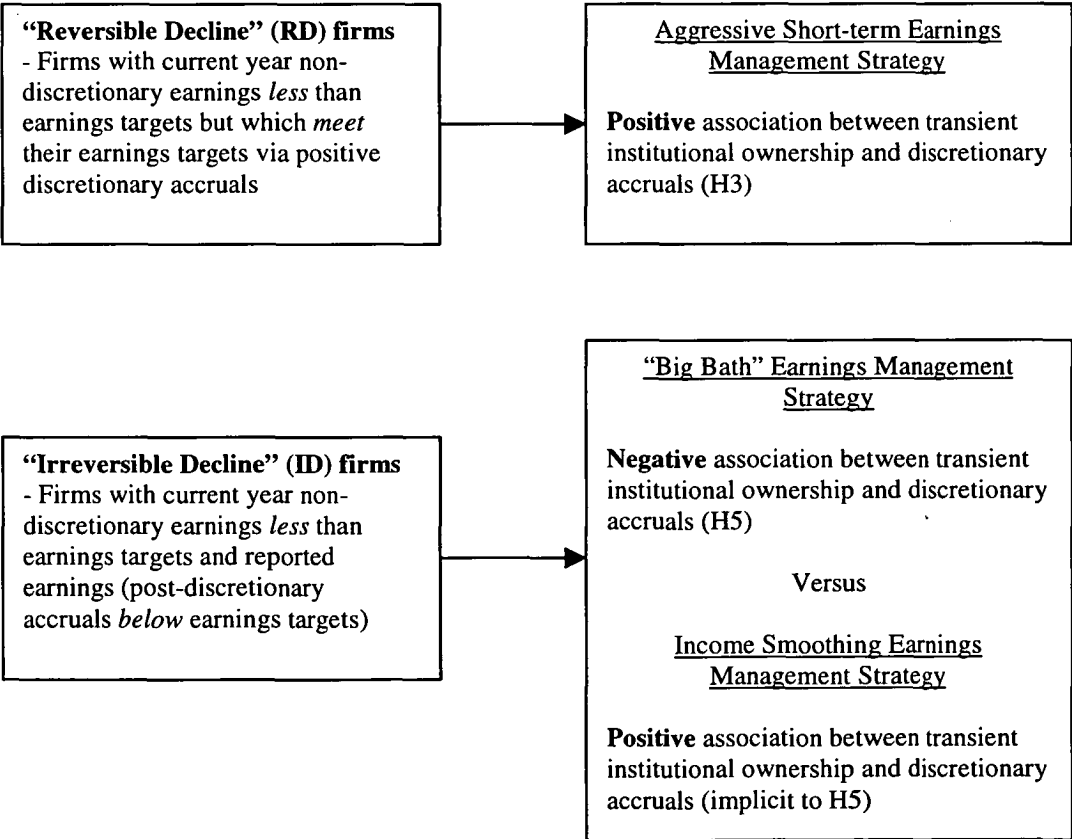 “Reversible Decline” (RD) firms
- Firms with current year non-
discretionary earnings less than
earnings targets but which meet
their earnings targets via positive
discretionary accruals
Aggressive Short-term Earnings
Management Strategy
Positive association between transient
institutional ownership and discretionary
accruals (H3)
“Irreversible Decline” (ID) firms
- Firms with current year non-
discretionary earnings less than
earnings targets and reported
earnings (post-discretionary
accruals below earnings targets)
“Big Bath” Earnings Management
Strategy
Negative association between transient
institutional ownership and discretionary
accruals (H5)
Versus
Income Smoothing Earnings
Management Strategy
Positive association between transient
institutional ownership and discretionary
accruals (implicit to H5)